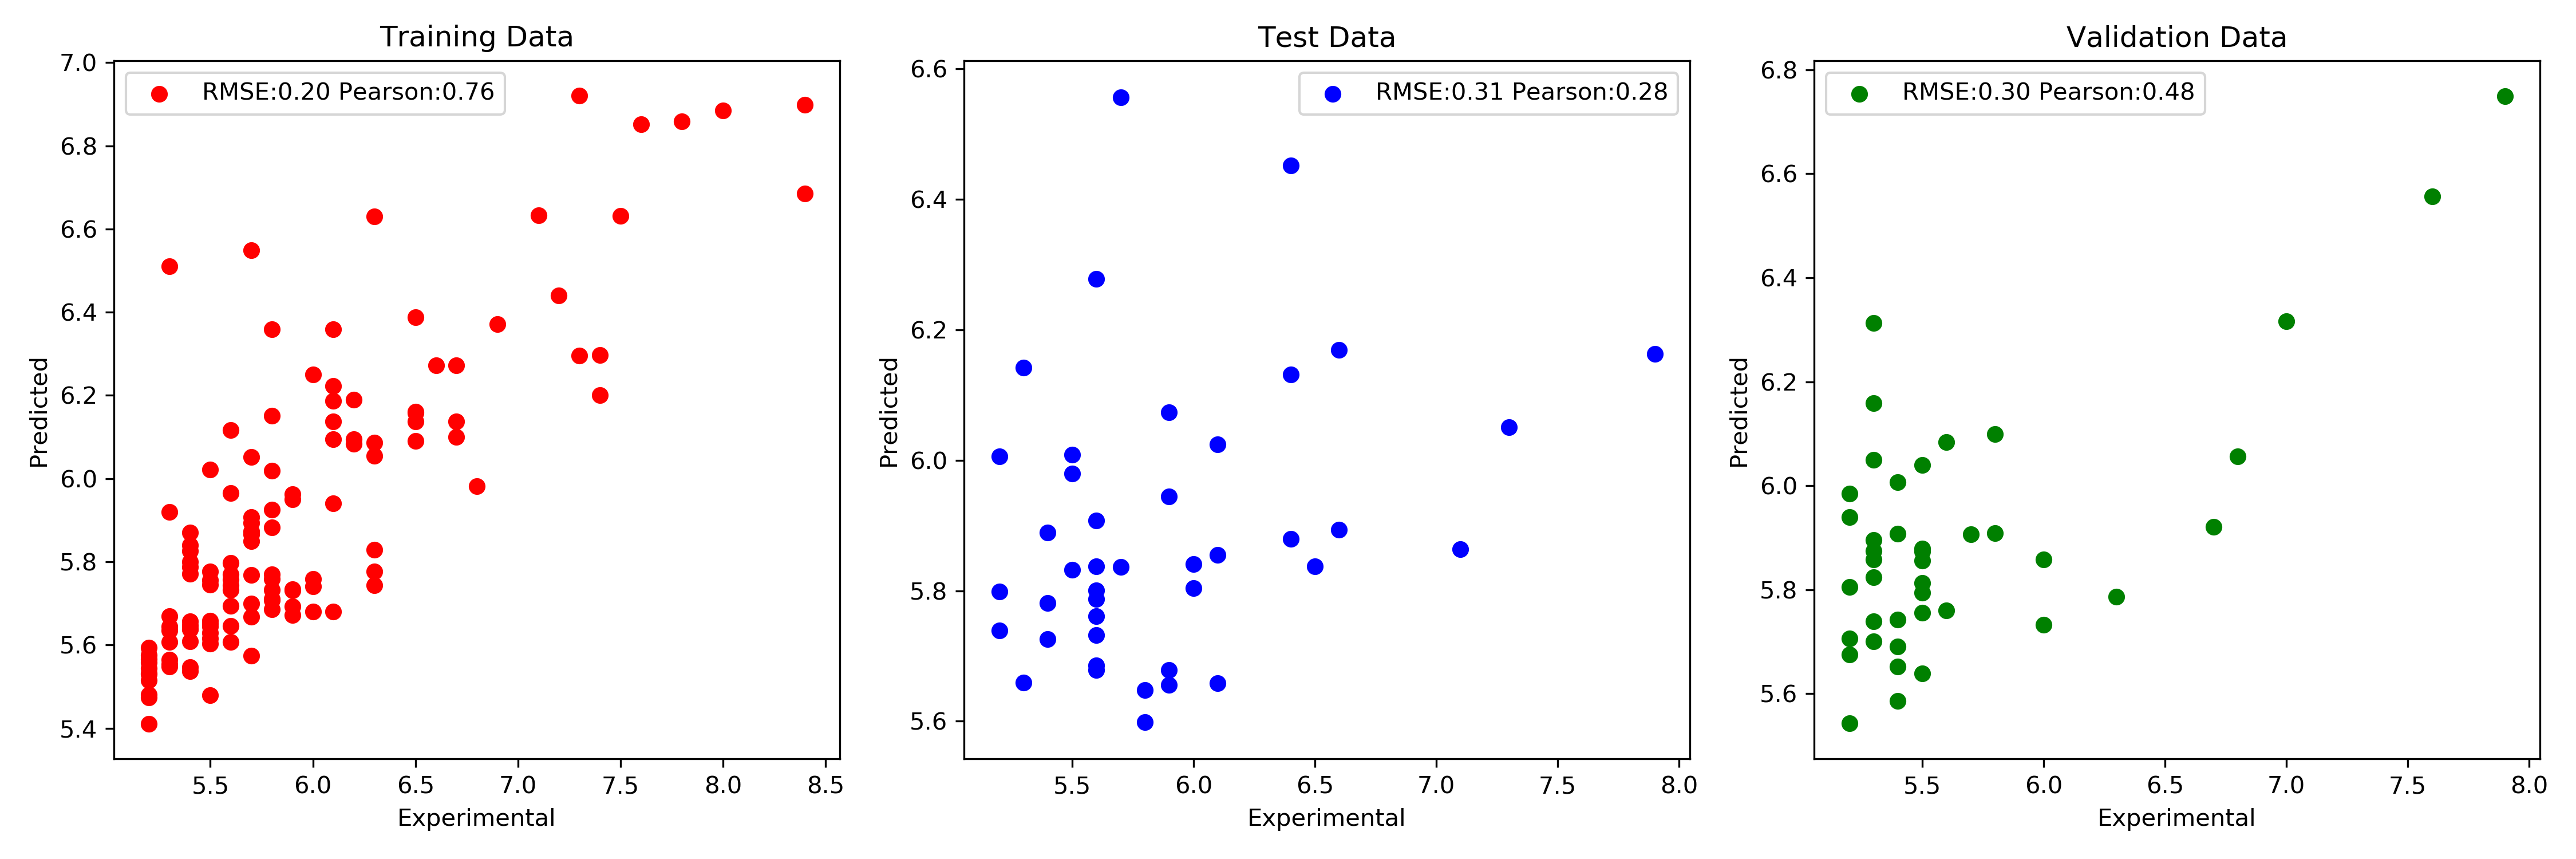 Training Data
RMSE:0.20 Pearson:0.76
7.0
6.8
6.6
6.4
6.2
6.0
5.8
5.6
5.4
Predicted
5.5 6.0 6.5 7.0 7.5 8.0 8.5
Experimental
Test Data
RMSE:0.31 Pearson:0.28
6.6
6.4
6.2
6.0
5.8
5.6
Predicted
5.5 6.0 6.5 7.0 7.5 8.0
Experimental
Validation Data
RMSE:0.30 Pearson:0.48
6.8
6.6
6.4
6.2
6.0
5.8
5.6
Predicted
5.5 6.0 6.5 7.0 7.5 8.0
Experimental